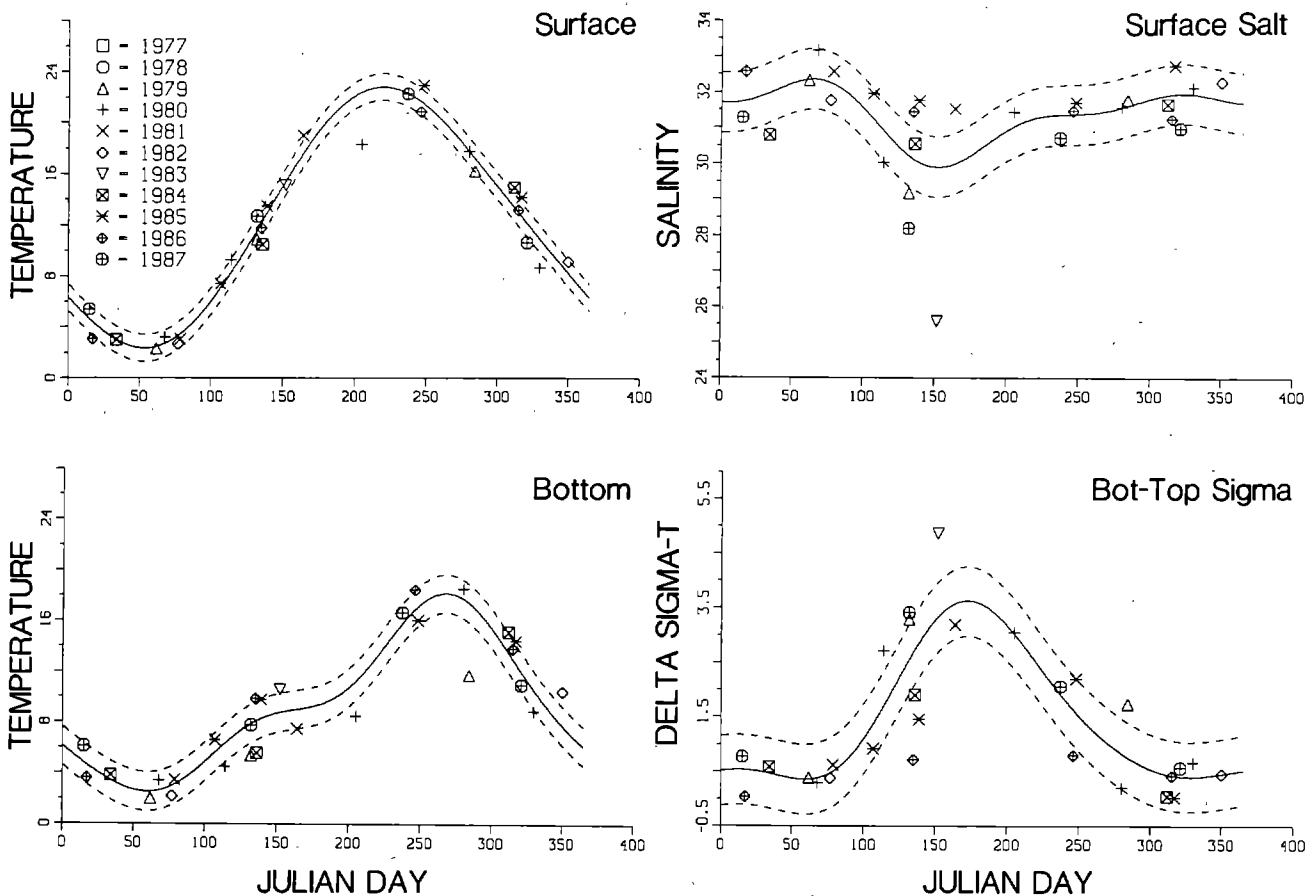 Surface
TEMPERATURE
24
16
8
0
□ - 1977
○ - 1978
△ - 1979
+ - 1980
× - 1981
◇ - 1982
▽ - 1983
⊠ - 1984
✳ - 1985
- 1986
⊕ - 1987
0 50 100 150 200 250 300 350 400
Surface Salt
SALINITY
34
32
30
28
26
24
0 50 100 150 200 250 300 350 400
Bottom
TEMPERATURE
24
16
8
0
0 50 100 150 200 250 300 350 400
JULIAN DAY
Bot-Top Sigma
DELTA SIGMA-T
5.5
3.5
1.5
-0.5
0 50 100 150 200 250 300 350 400
JULIAN DAY